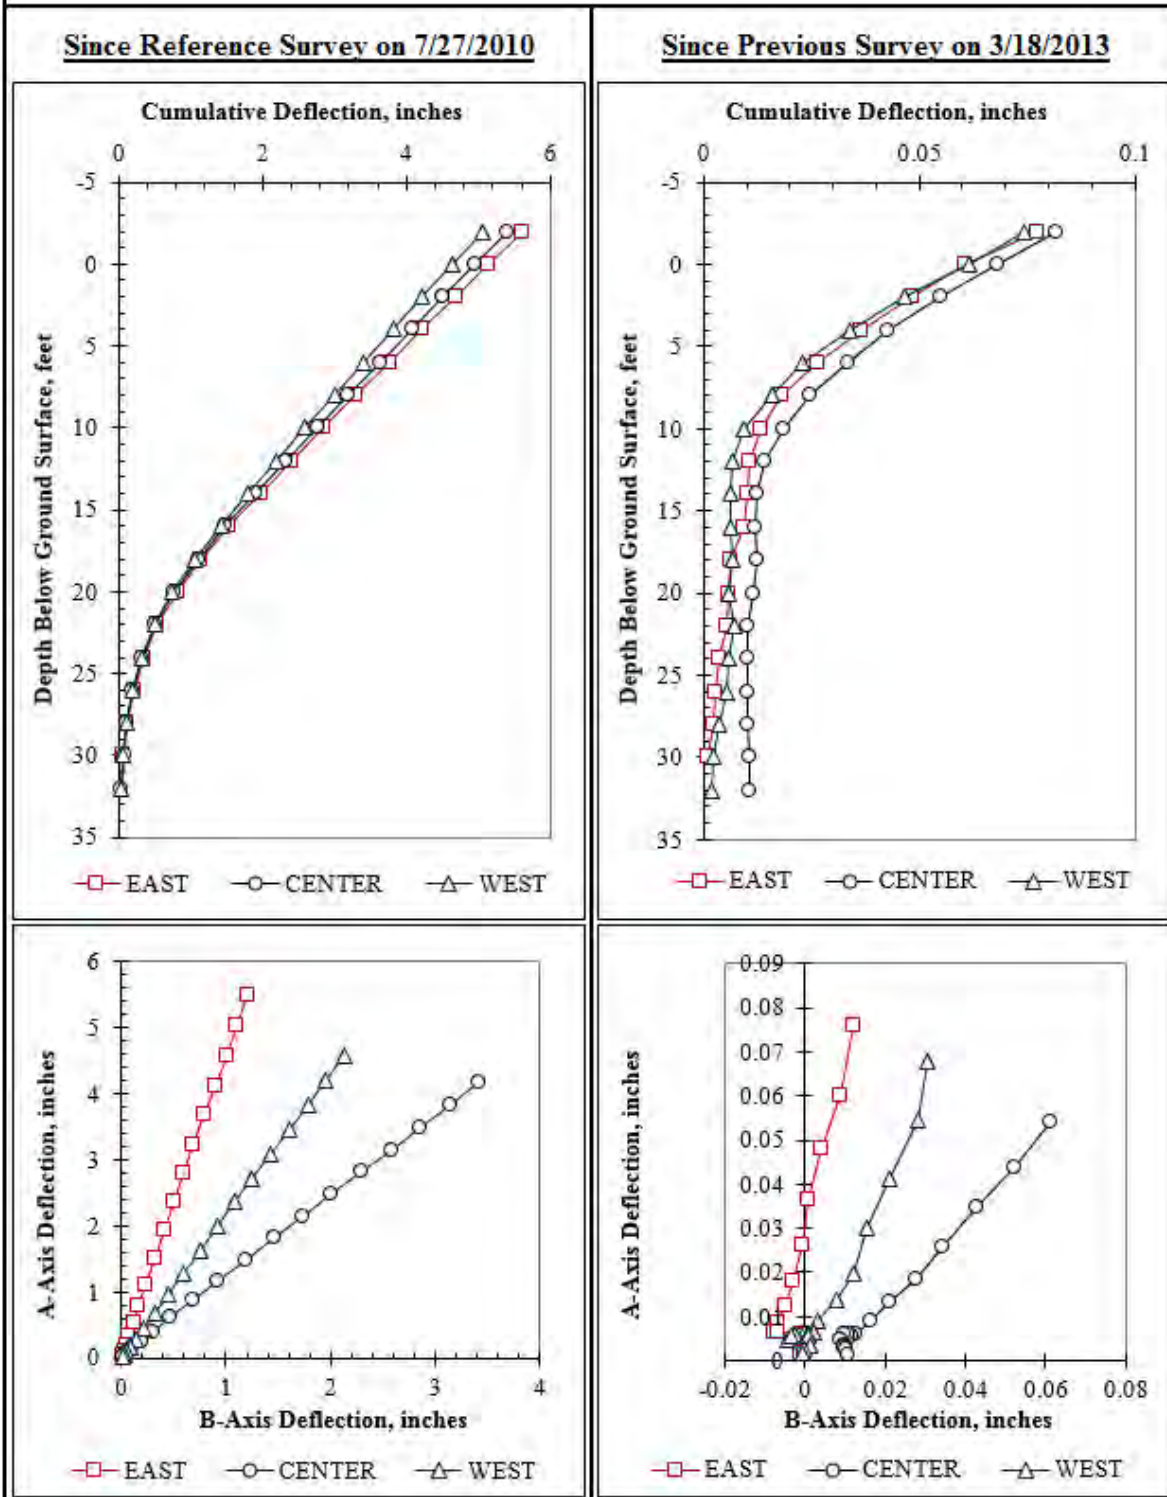 Since Reference Survey on 7/27/2010
Cumulative Deflection, inches
0 2 4 6
-5
0
5
10
15
20
25
30
35
Depth Below Ground Surface, feet
EAST CENTER WEST
6
5
4
3
2
1
0
A-Axis Deflection, inches
0 1 2 3 4
B-Axis Deflection, inches
EAST CENTER WEST
Since Previous Survey on 3/18/2013
Cumulative Deflection, inches
0 0.05 0.1
-5
0
5
10
15
20
25
30
35
Depth Below Ground Surface, feet
EAST CENTER WEST
0.09
0.08
0.07
0.06
0.05
0.04
0.03
0.02
0.01
0
A-Axis Deflection, inches
-0.02 0 0.02 0.04 0.06 0.08
B-Axis Deflection, inches
EAST CENTER WEST